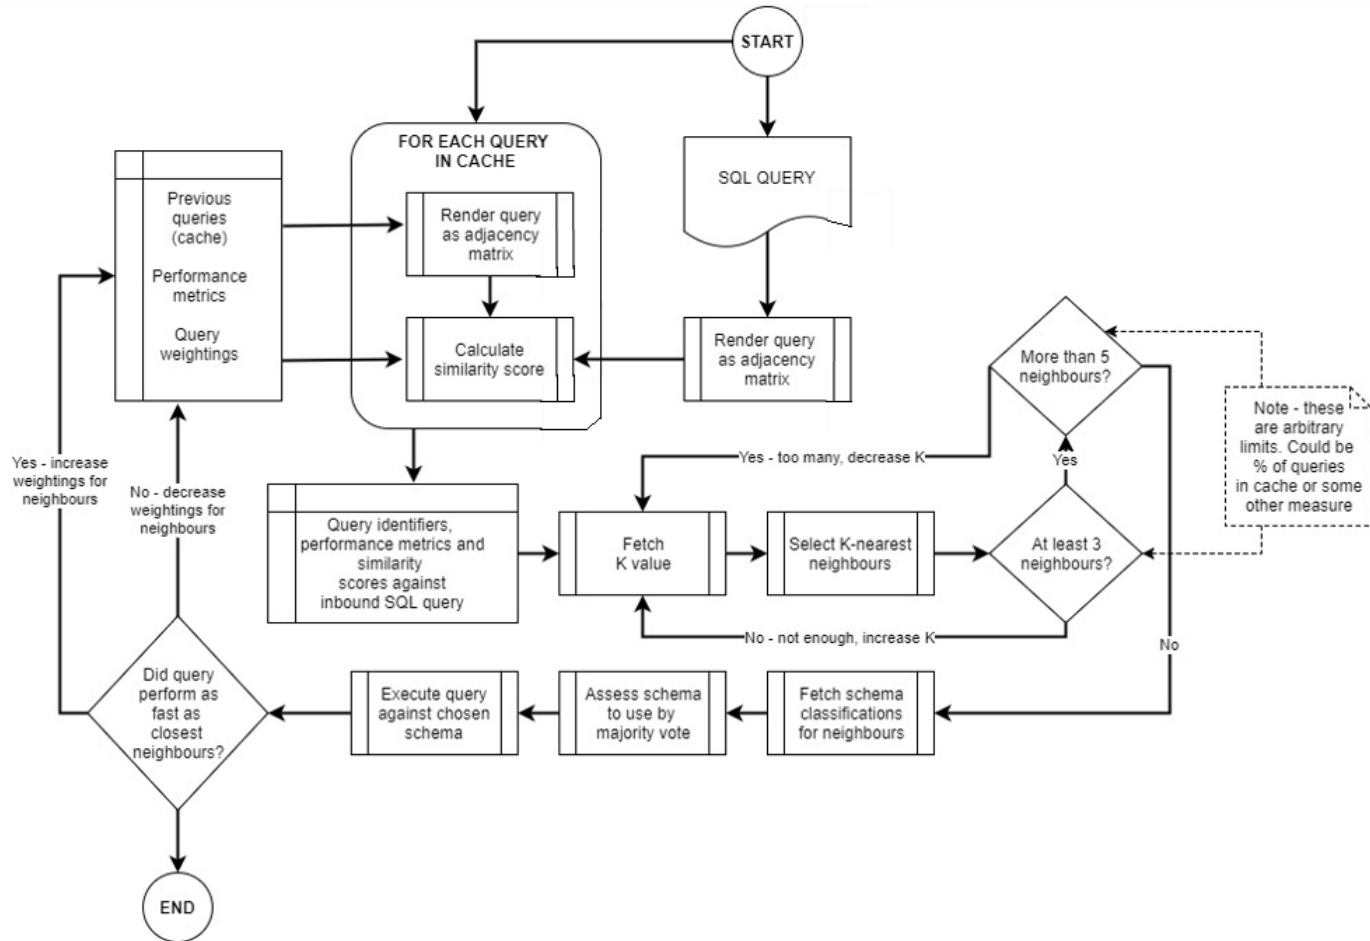 START
FOR EACH QUERY
IN CACHE
SQL QUERY
Previous
queries
(cache)
Performance
metrics
Query
weightings
Render query
as adjacency
matrix
Calculate
similarity score
Render query
as adjacency
matrix
More than 5
neighbours?
Note - these
are arbitrary
limits. Could be
% of queries
in cache or some
other measure
Yes - increase
weightings for
neighbours
No - decrease
weightings for
neighbours
Yes - too many, decrease K
Yes
Query identifiers,
performance metrics and
similarity
scores against
inbound SQL query
Fetch
K value
Select K-nearest
neighbours
At least 3
neighbours?
No - not enough, increase K
No
Did query
perform as
fast as
closest
neighbours?
Execute query
against chosen
schema
Assess schema
to use by
majority vote
Fetch schema
classifications
for neighbours
END